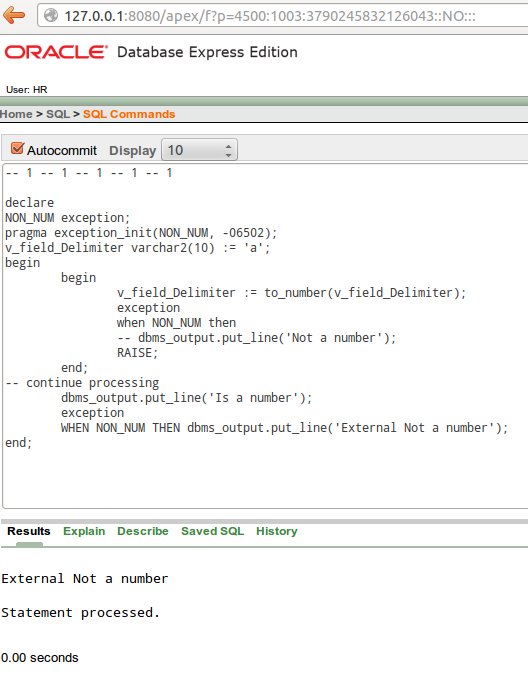 127.0.0.1:8080/apex/f?p=4500:1003:3790245832126043::NO:::
ORACLE® Database Express Edition
User: HR
Home > SQL > SQL Commands
Autocommit Display 10
-- 1 -- 1 -- 1 -- 1 -- 1
declare
NON_NUM exception;
pragma exception_init(NON_NUM, -06502);
v_field_Delimiter varchar2(10) := 'a';
begin
begin
v_field_Delimiter := to_number(v_field_Delimiter);
exception
when NON_NUM then
-- dbms_output.put_line('Not a number');
RAISE;
end;
-- continue processing
dbms_output.put_line('Is a number');
exception
WHEN NON_NUM THEN dbms_output.put_line('External Not a number');
end;
Results Explain Describe Saved SQL History
External Not a number
Statement processed.
0.00 seconds